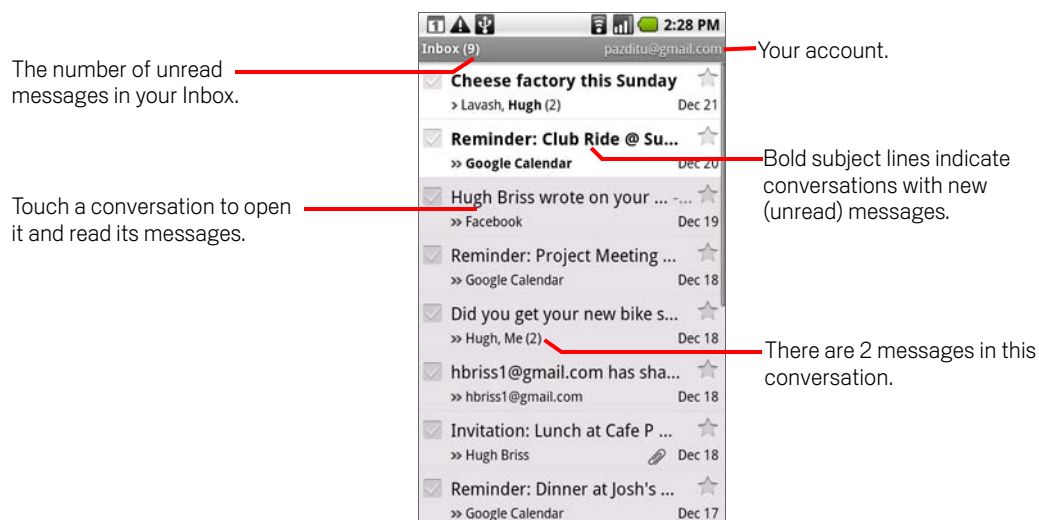 2:28 PM
Inbox (9) pazditu@gmail.com
Your account.
The number of unread
messages in your Inbox.
Cheese factory this Sunday
› Lavash, Hugh (2) Dec 21
Reminder: Club Ride @ Su...
» Google Calendar Dec 20
Bold subject lines indicate
conversations with new
(unread) messages.
Touch a conversation to open
it and read its messages.
Hugh Briss wrote on your ... -...
» Facebook Dec 19
Reminder: Project Meeting ...
» Google Calendar Dec 18
Did you get your new bike s...
» Hugh, Me (2) Dec 18
There are 2 messages in this
conversation.
hbriss1@gmail.com has sha...
» hbriss1@gmail.com Dec 18
Invitation: Lunch at Cafe P ...
» Hugh Briss Dec 18
Reminder: Dinner at Josh's ...
» Google Calendar Dec 17